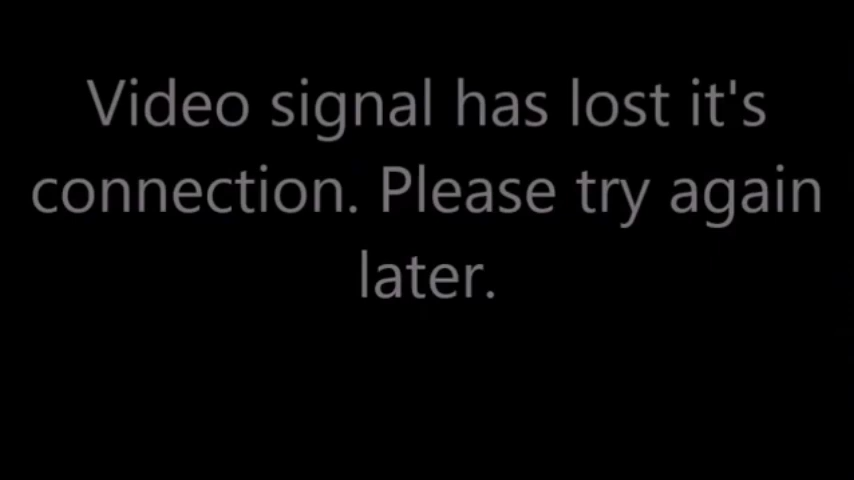 Video signal has lost it's
connection. Please try again
later.